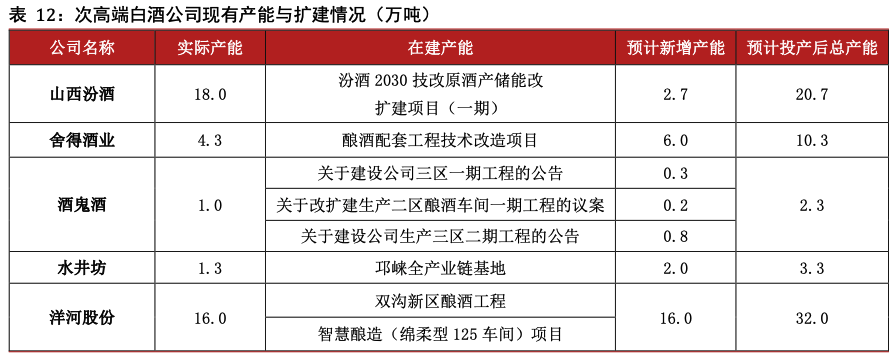 表 12：次高端白酒公司现有产能与扩建情况（万吨）
公司名称 实际产能 在建产能 预计新增产能 预计投产后总产能
山西汾酒 18.0 汾酒 2030 技改原酒产储能改 2.7 20.7
扩建项目（一期）
舍得酒业 4.3 酿酒配套工程技术改造项目 6.0 10.3
关于建设公司三区一期工程的公告 0.3
酒鬼酒 1.0 关于改扩建生产二区酿酒车间一期工程的议案 0.2 2.3
关于建设公司生产三区二期工程的公告 0.8
水井坊 1.3 邛崃全产业链基地 2.0 3.3
双沟新区酿酒工程
洋河股份 16.0 16.0 32.0
智慧酿造（绵柔型 125 车间）项目